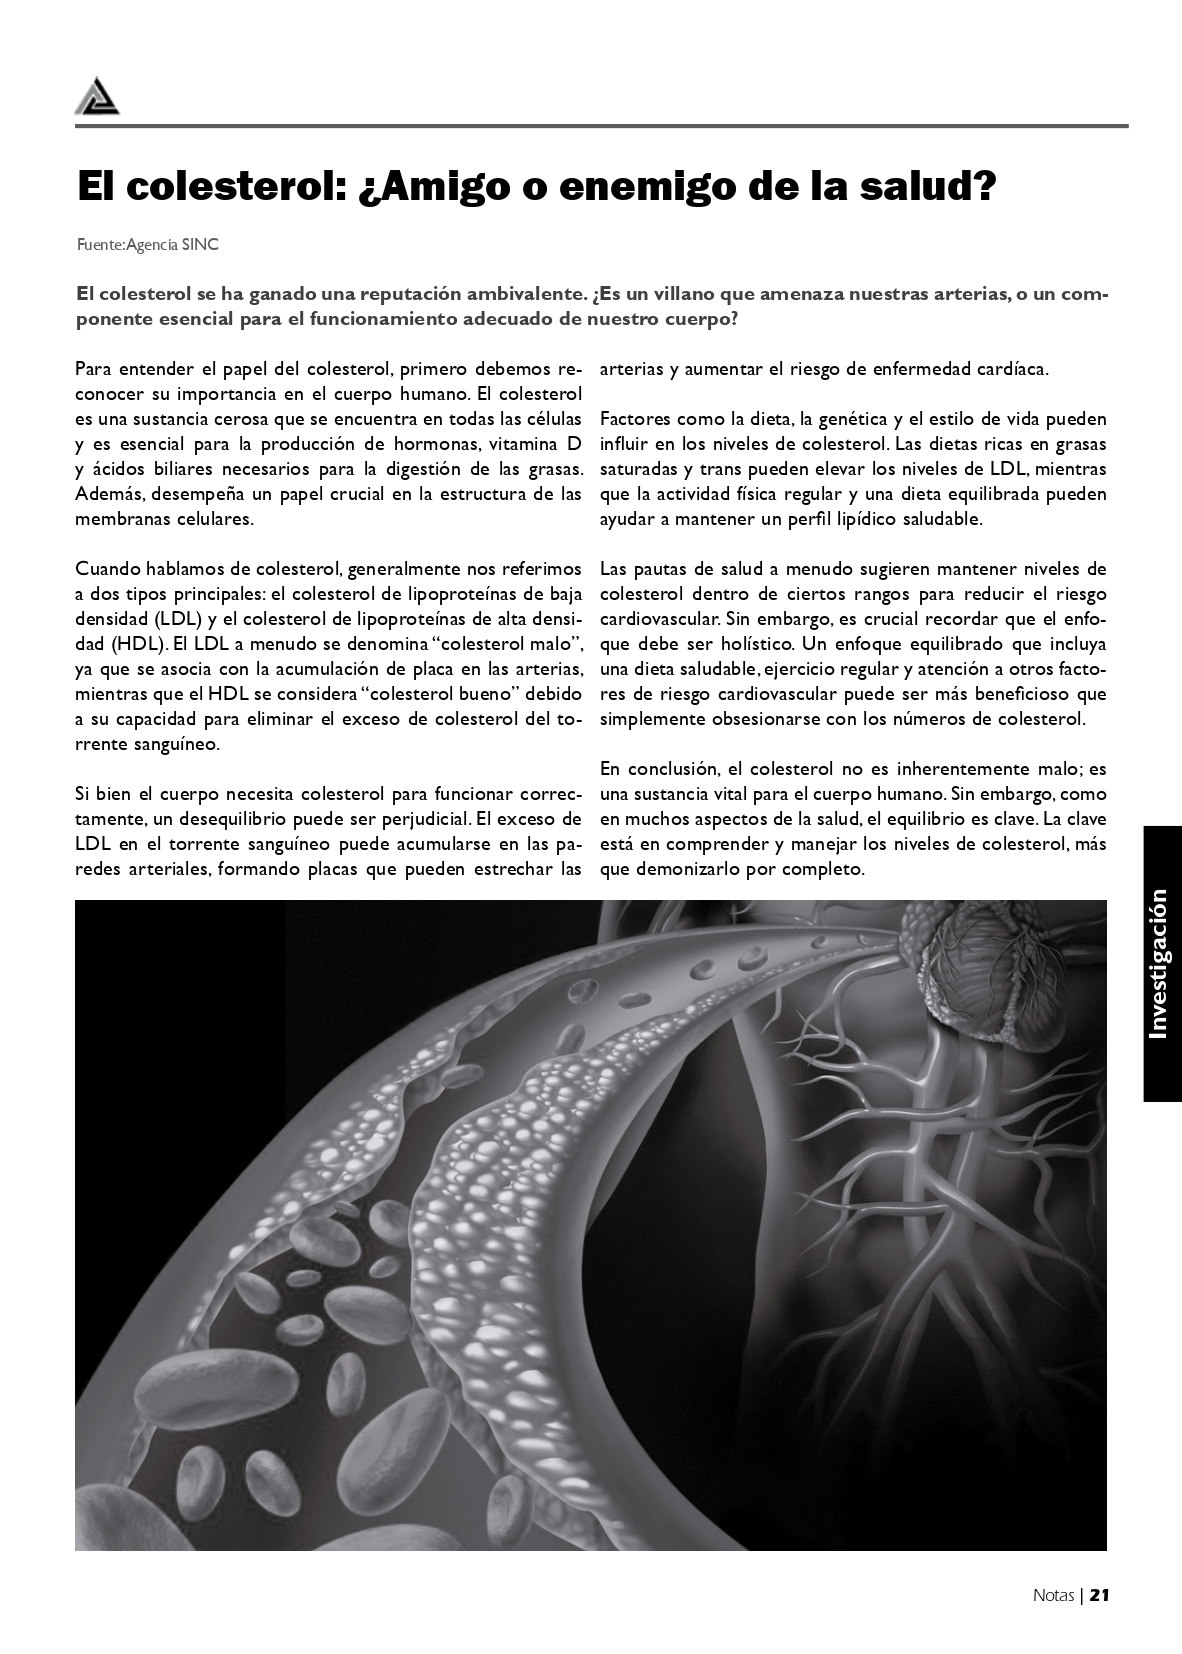 El colesterol: ¿Amigo o enemigo de la salud?
Fuente: Agencia SINC
El colesterol se ha ganado una reputación ambivalente. ¿Es un villano que amenaza nuestras arterias, o un com-
ponente esencial para el funcionamiento adecuado de nuestro cuerpo?
Para entender el papel del colesterol, primero debemos re-
conocer su importancia en el cuerpo humano. El colesterol
es una sustancia cerosa que se encuentra en todas las células
y es esencial para la producción de hormonas, vitamina D
y ácidos biliares necesarios para la digestión de las grasas.
Además, desempeña un papel crucial en la estructura de las
membranas celulares.
Cuando hablamos de colesterol, generalmente nos referimos
a dos tipos principales: el colesterol de lipoproteínas de baja
densidad (LDL) y el colesterol de lipoproteínas de alta densi-
dad (HDL). El LDL a menudo se denomina “colesterol malo”,
ya que se asocia con la acumulación de placa en las arterias,
mientras que el HDL se considera “colesterol bueno” debido
a su capacidad para eliminar el exceso de colesterol del to-
rrente sanguíneo.
Si bien el cuerpo necesita colesterol para funcionar correc-
tamente, un desequilibrio puede ser perjudicial. El exceso de
LDL en el torrente sanguíneo puede acumularse en las pa-
redes arteriales, formando placas que pueden estrechar las
arterias y aumentar el riesgo de enfermedad cardíaca.
Factores como la dieta, la genética y el estilo de vida pueden
influir en los niveles de colesterol. Las dietas ricas en grasas
saturadas y trans pueden elevar los niveles de LDL, mientras
que la actividad física regular y una dieta equilibrada pueden
ayudar a mantener un perfil lipídico saludable.
Las pautas de salud a menudo sugieren mantener niveles de
colesterol dentro de ciertos rangos para reducir el riesgo
cardiovascular. Sin embargo, es crucial recordar que el enfo-
que debe ser holístico. Un enfoque equilibrado que incluya
una dieta saludable, ejercicio regular y atención a otros facto-
res de riesgo cardiovascular puede ser más beneficioso que
simplemente obsesionarse con los números de colesterol.
En conclusión, el colesterol no es inherentemente malo; es
una sustancia vital para el cuerpo humano. Sin embargo, como
en muchos aspectos de la salud, el equilibrio es clave. La clave
está en comprender y manejar los niveles de colesterol, más
que demonizarlo por completo.
Investigación
Notas | 21